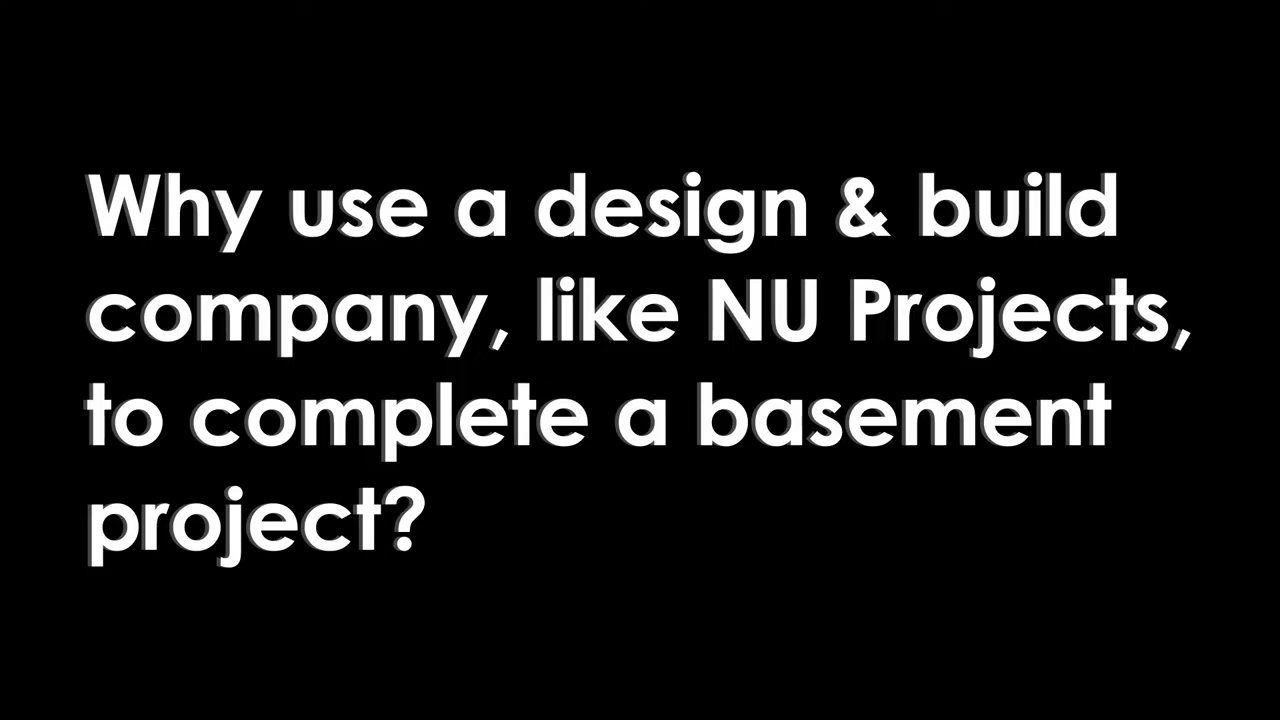 Why use a design & build
company, like NU Projects,
to complete a basement
project?